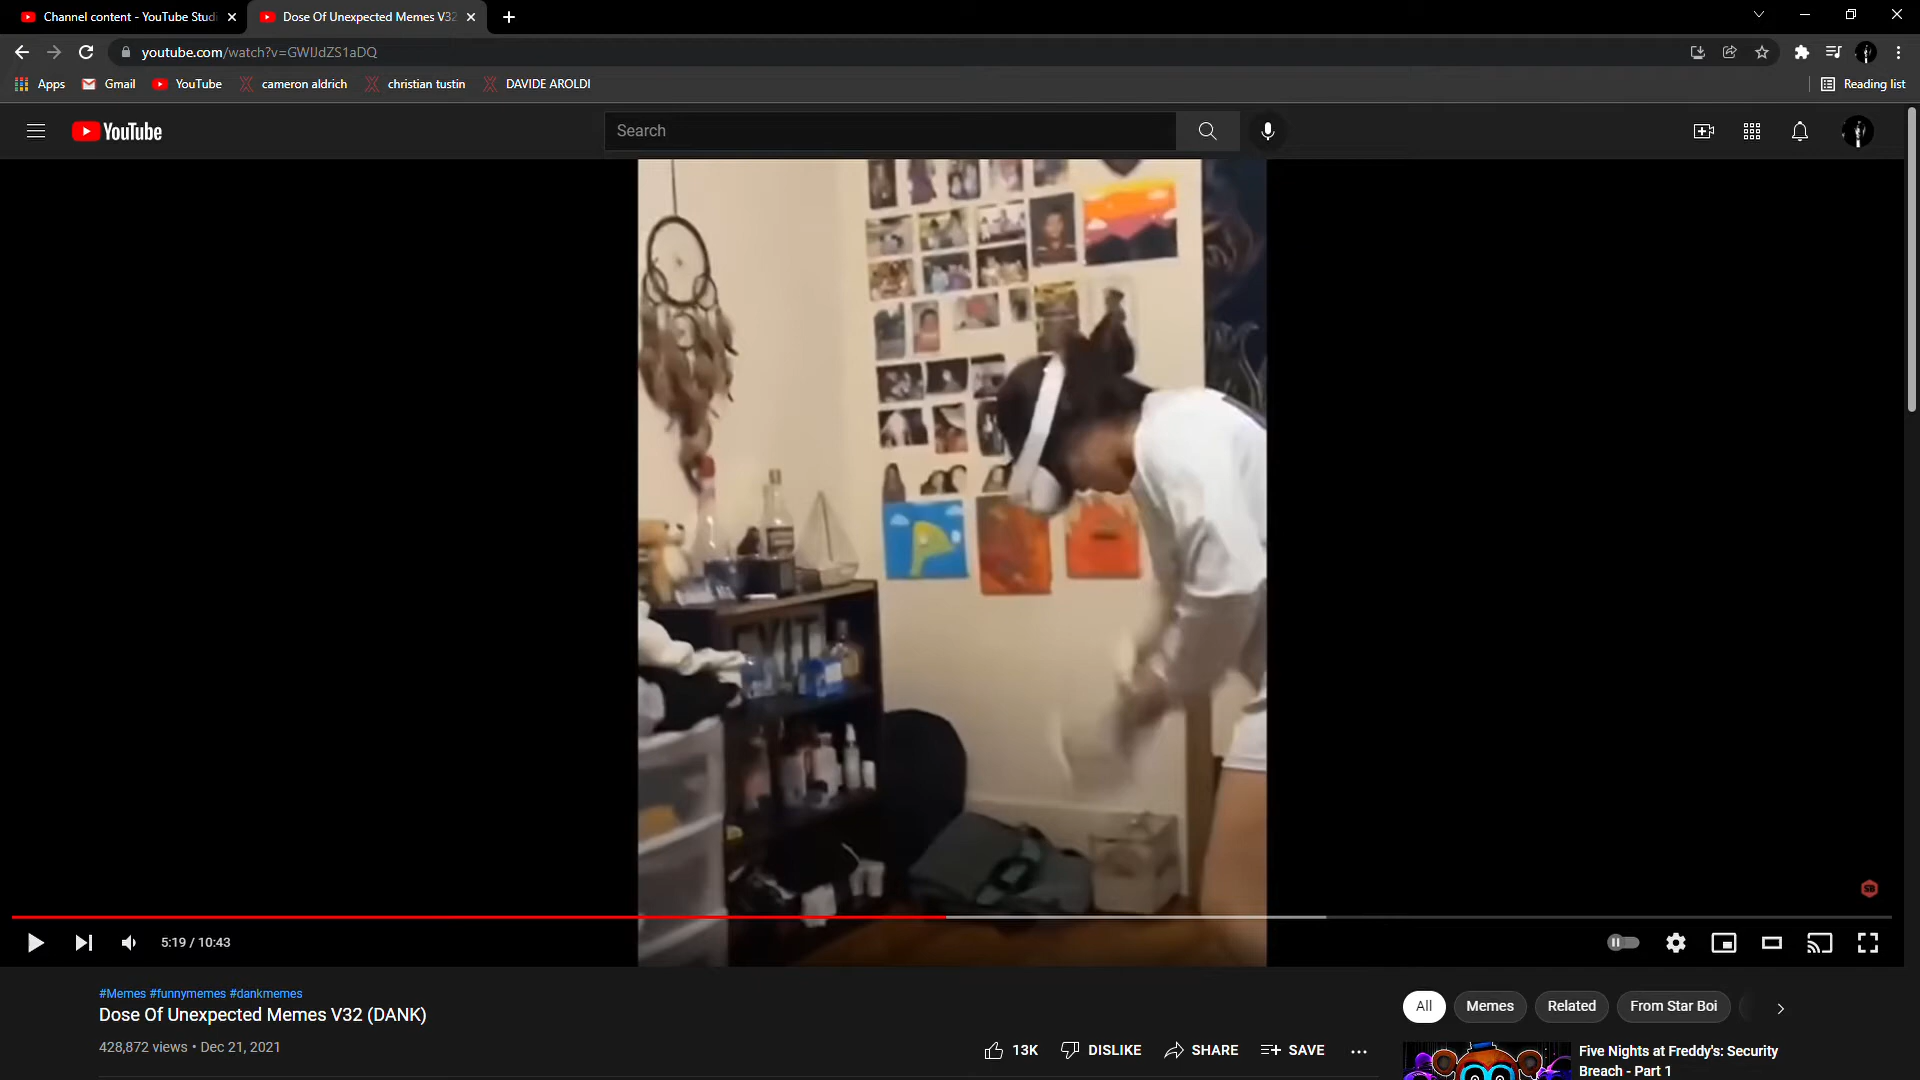 Channel content - YouTube Studi
Dose Of Unexpected Memes V32
youtube.com/watch?v=GWIJdZS1aDQ
Apps
Gmail
YouTube
cameron aldrich
christian tustin
DAVIDE AROLDI
Reading list
YouTube
Search
SB
5:19 / 10:43
#Memes #funnymemes #dankmemes
Dose Of Unexpected Memes V32 (DANK)
428,872 views • Dec 21, 2021
13K
DISLIKE
SHARE
SAVE
All
Memes
Related
From Star Boi
Five Nights at Freddy's: Security
Breach - Part 1